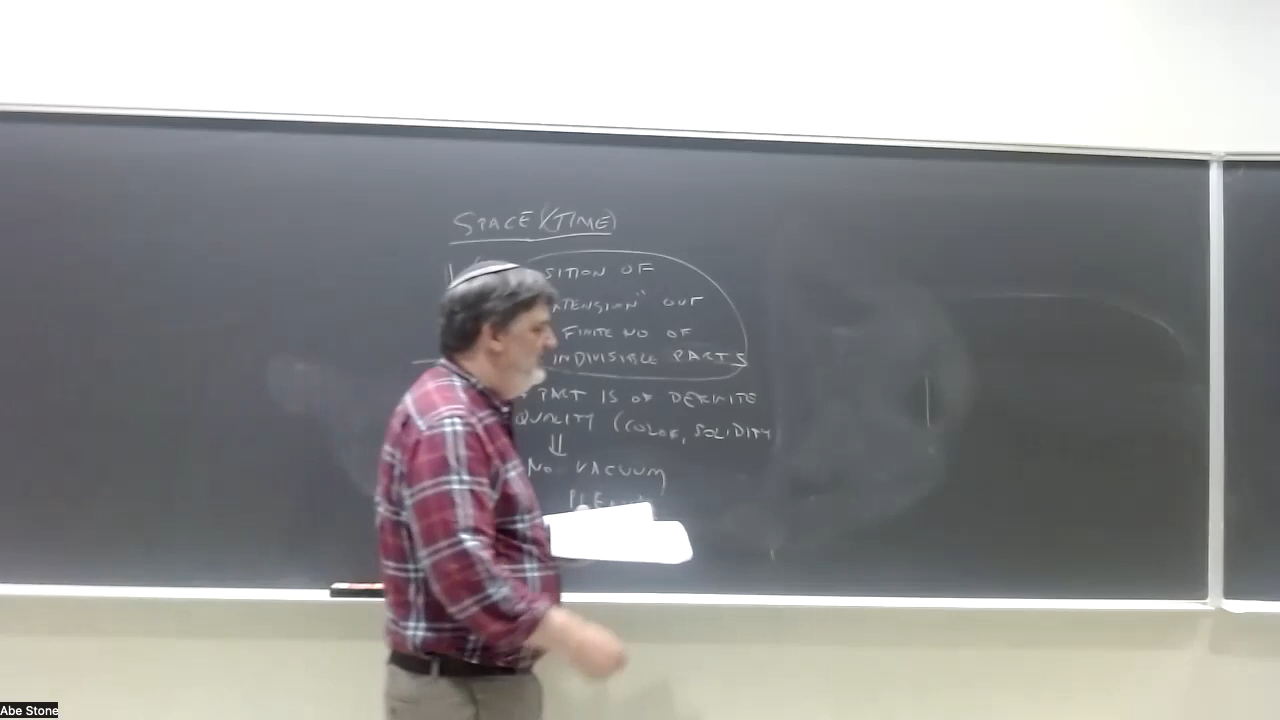 SPACE (TIME)
SITION OF
TENSION" OUT
FINITE NO OF
INDIVISIBLE PARTS
PART IS OF DEFINITE
QUALITY (COLOR, SOLIDITY
⇓
NO VACUUM
Abe Stone